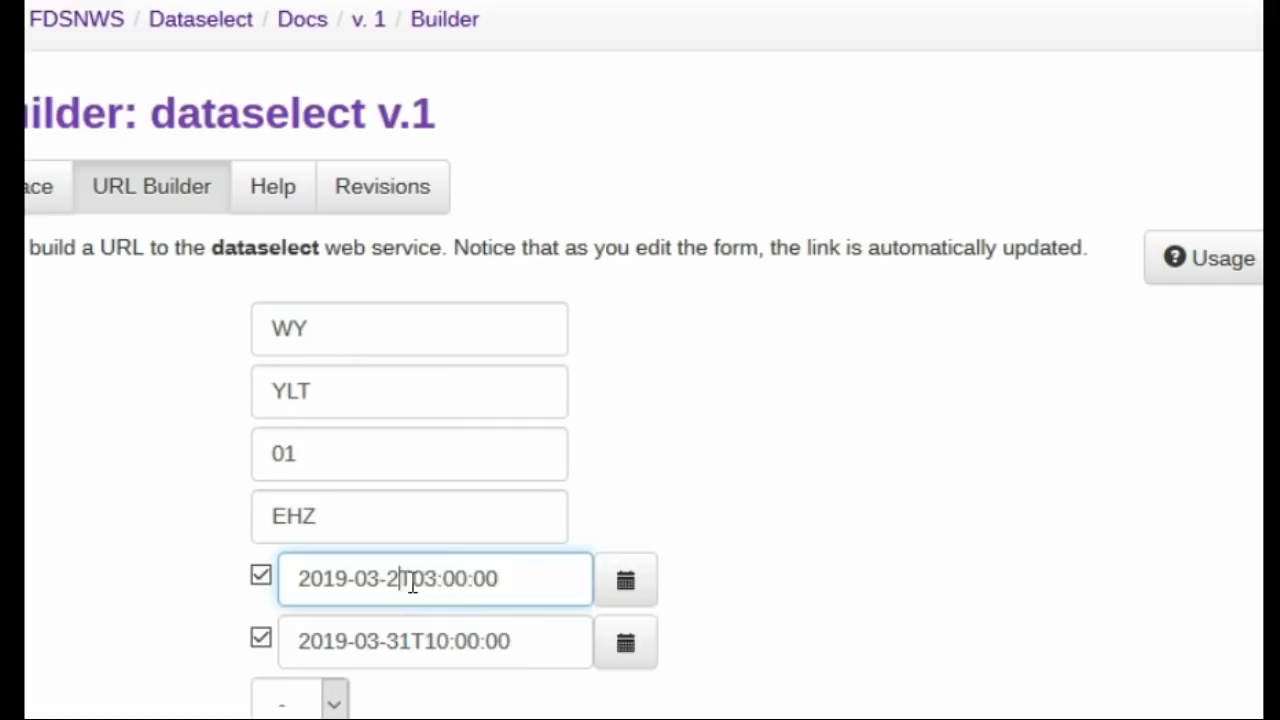 FDSNWS / Dataselect / Docs / v. 1 / Builder
ilder: dataselect v.1
ace URL Builder Help Revisions
build a URL to the dataselect web service. Notice that as you edit the form, the link is automatically updated.
Usage
WY
YLT
01
EHZ
2019-03-2T03:00:00
2019-03-31T10:00:00
-